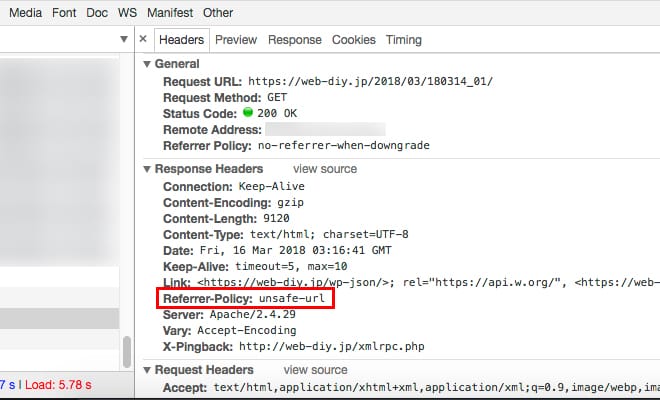 Media Font Doc WS Manifest Other
▼ × Headers Preview Response Cookies Timing
▼ General
Request URL: https://web-diy.jp/2018/03/180314_01/
Request Method: GET
Status Code: 200 OK
Remote Address:
Referrer Policy: no-referrer-when-downgrade
▼ Response Headers view source
Connection: Keep-Alive
Content-Encoding: gzip
Content-Length: 9120
Content-Type: text/html; charset=UTF-8
Date: Fri, 16 Mar 2018 03:16:41 GMT
Keep-Alive: timeout=5, max=10
Link: <https://web-diy.jp/wp-json/>; rel="https://api.w.org/", <https://web-
Referrer-Policy: unsafe-url
Server: Apache/2.4.29
Vary: Accept-Encoding
X-Pingback: http://web-diy.jp/xmlrpc.php
▼ Request Headers view source
7 s | Load: 5.78 s
Accept: text/html,application/xhtml+xml,application/xml;q=0.9,image/webp,ima